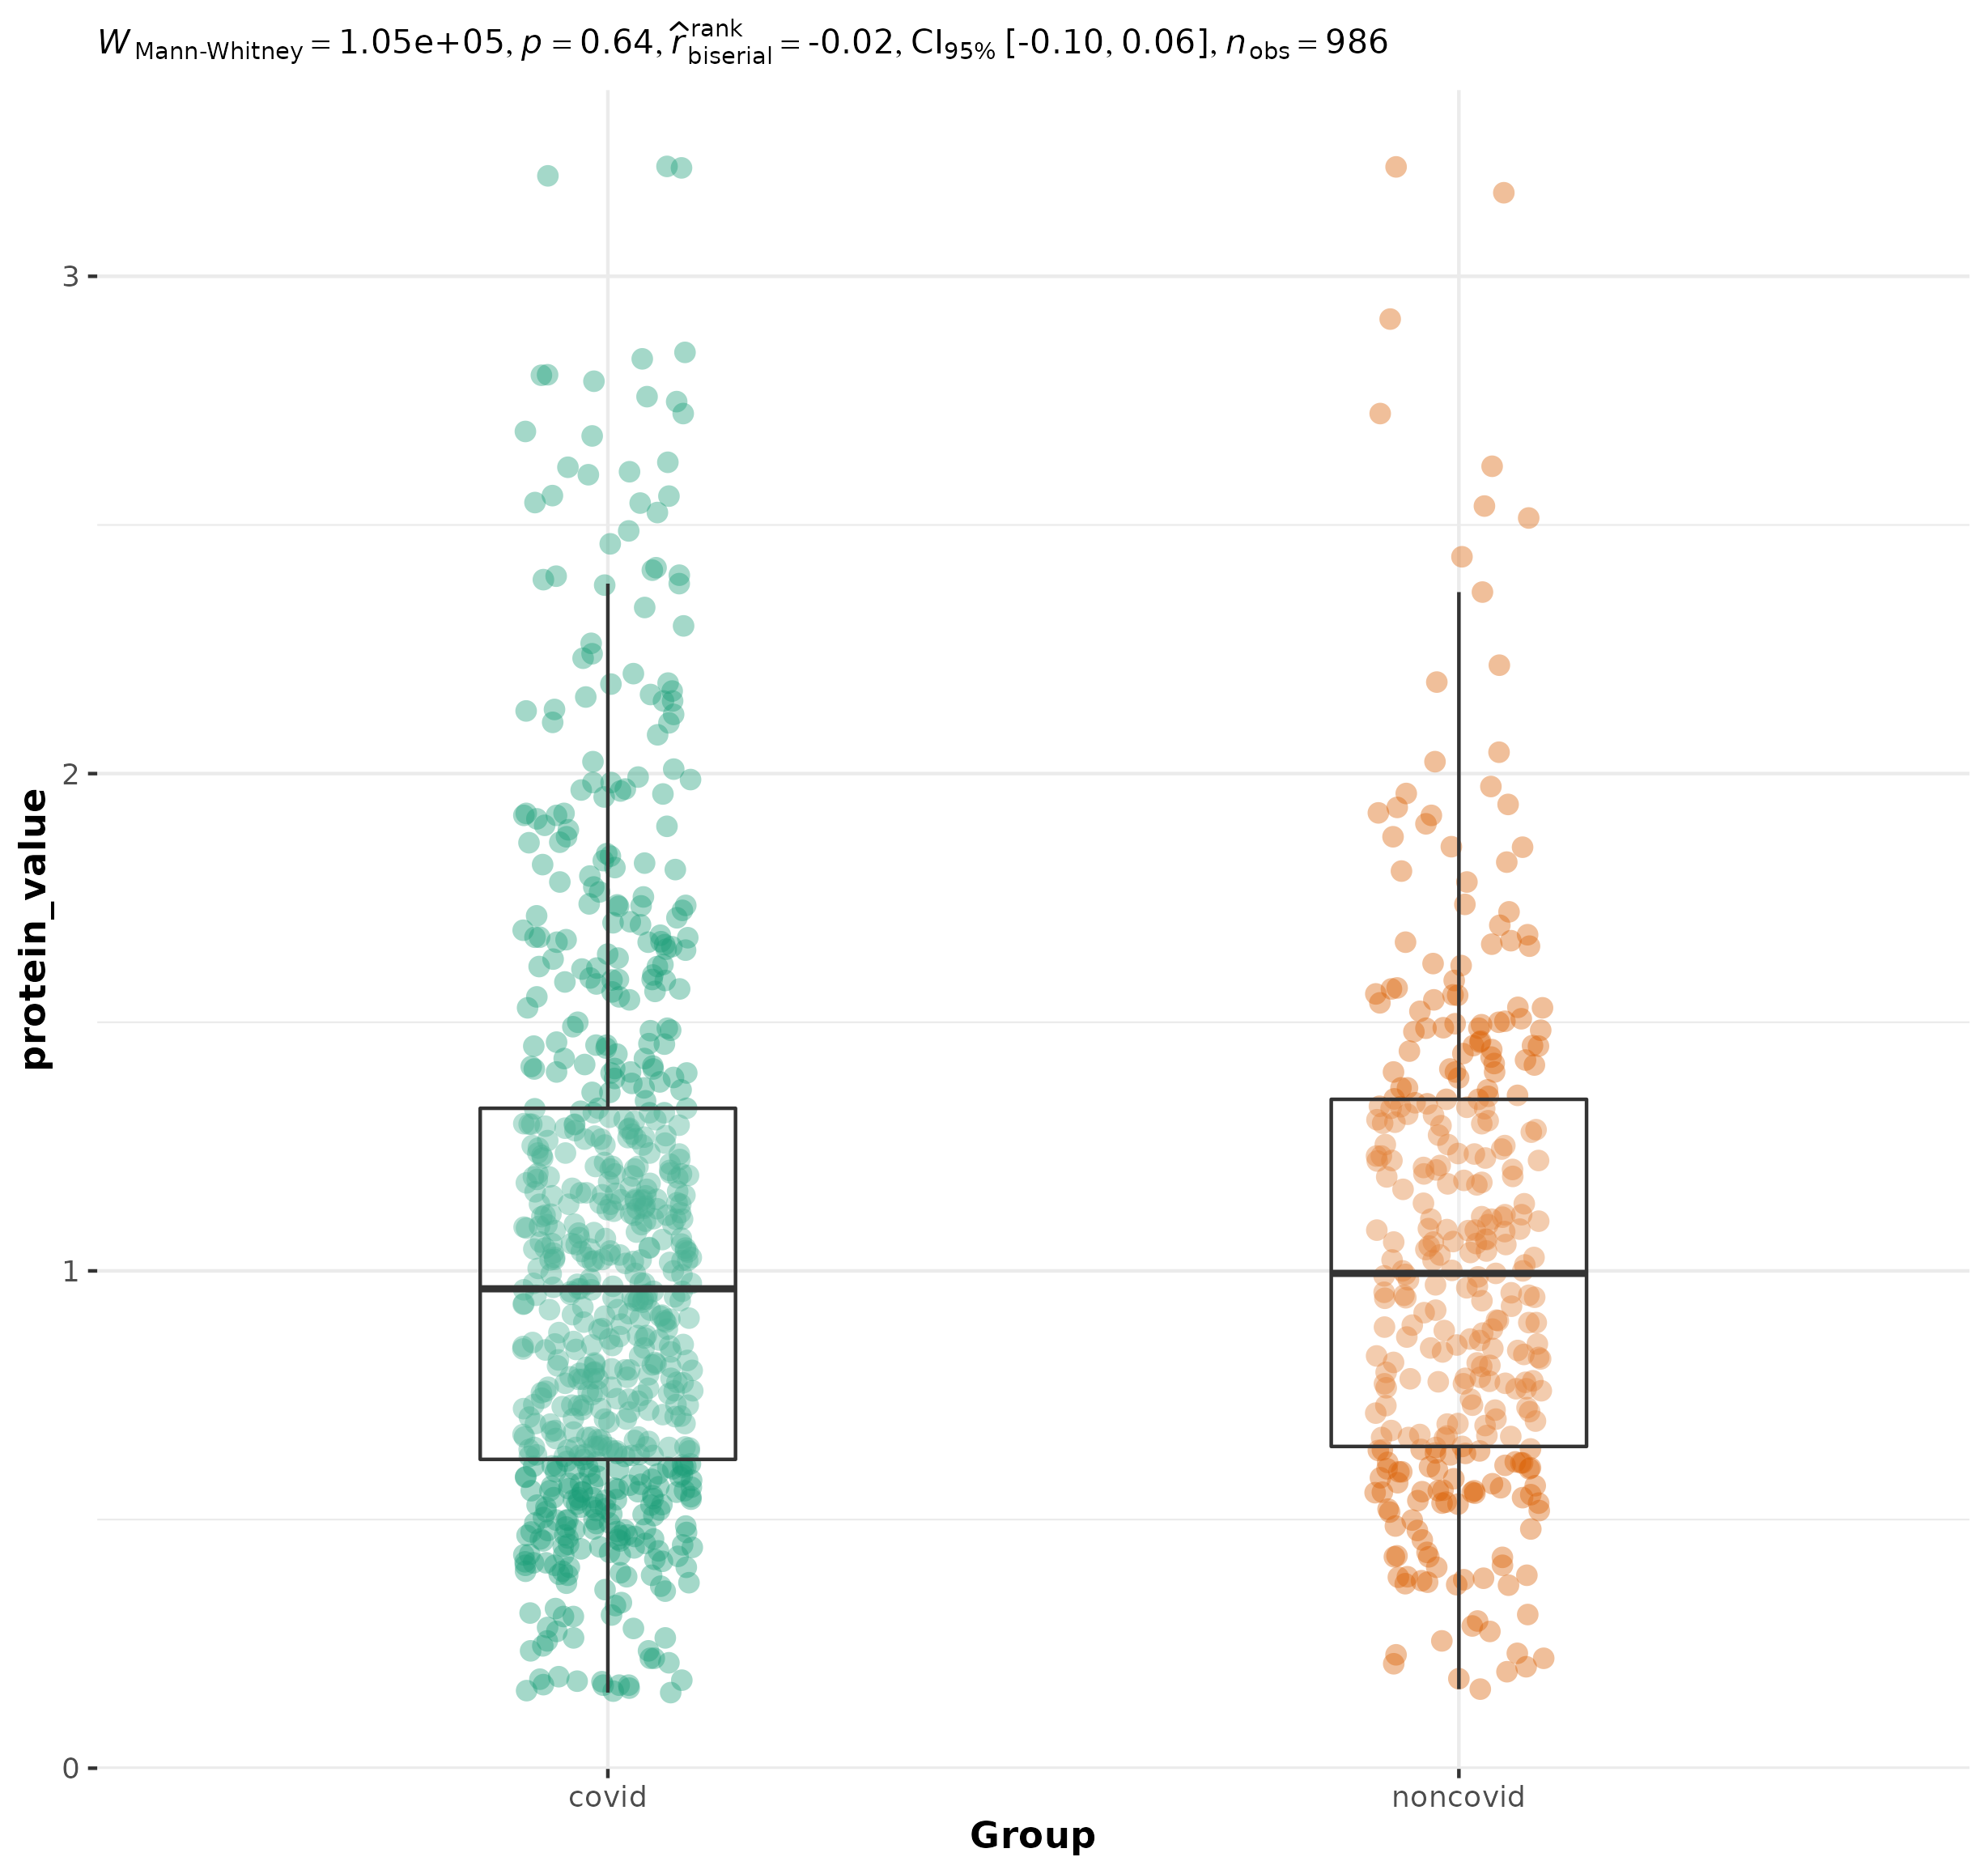 W Mann-Whitney = 1.05e+05, p = 0.64, r̂ rank biserial = -0.02, CI95% [-0.10, 0.06], nobs = 986
3
2
1
0
protein_value
covid noncovid
Group